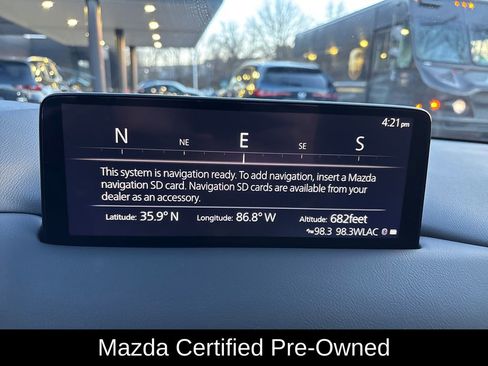 4:21pm
N NE E SE S
This system is navigation ready. To add navigation, insert a Mazda
navigation SD card. Navigation SD cards are available from your
dealer as an accessory.
Latitude: 35.9° N Longitude: 86.8° W Altitude: 682feet
98.3 98.3WLAC
Mazda Certified Pre-Owned